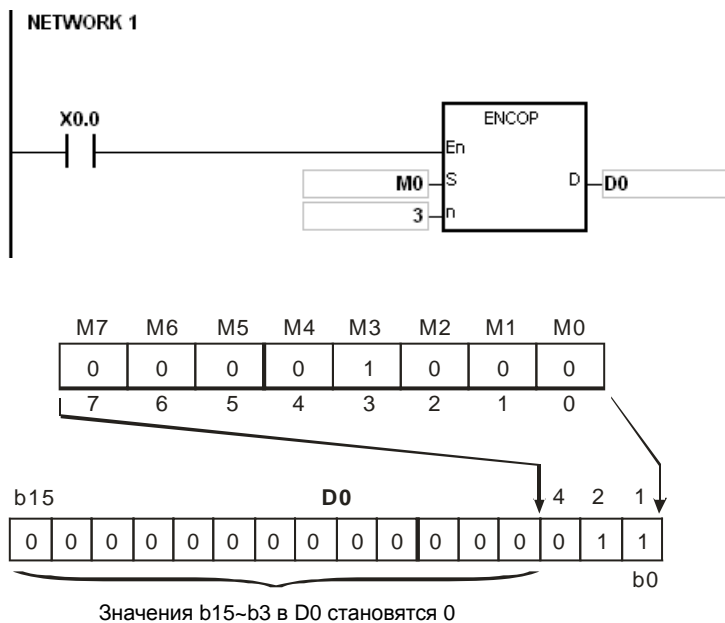 NETWORK 1
X0.0
ENCOP
En
M0 S D D0
3 n
M7 M6 M5 M4 M3 M2 M1 M0
0 0 0 0 1 0 0 0
7 6 5 4 3 2 1 0
b15 D0 4 2 1
0 0 0 0 0 0 0 0 0 0 0 0 0 0 1 1
b0
Значения b15~b3 в D0 становятся 0